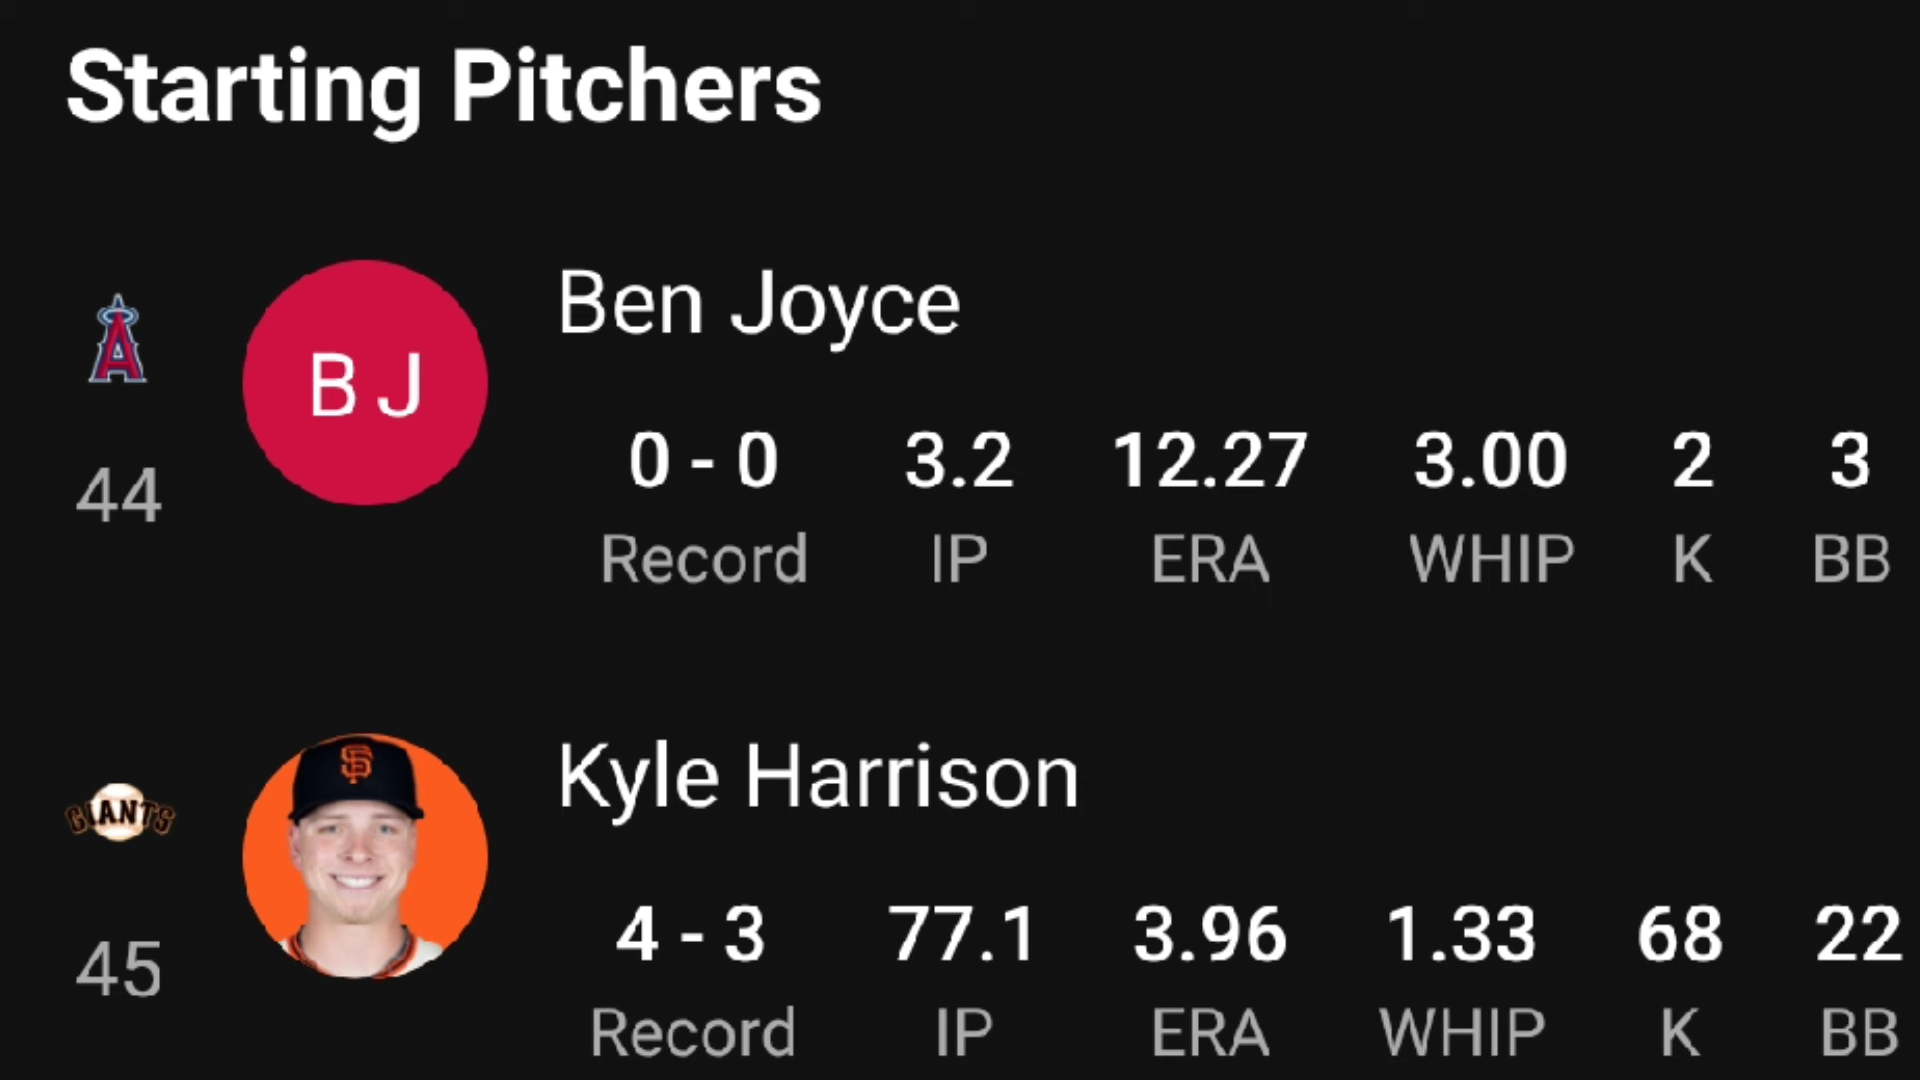 Starting Pitchers
Ben Joyce
B J
44
0 - 0 3.2 12.27 3.00 2 3
Record IP ERA WHIP K BB
Kyle Harrison
GIANTS
SF
45
4 - 3 77.1 3.96 1.33 68 22
Record IP ERA WHIP K BB